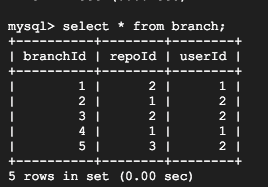 mysql> select * from branch;
+----------+--------+--------+
| branchId | repoId | userId |
+----------+--------+--------+
|        1 |      2 |      1 |
|        2 |      1 |      2 |
|        3 |      2 |      2 |
|        4 |      1 |      1 |
|        5 |      3 |      2 |
+----------+--------+--------+
5 rows in set (0.00 sec)